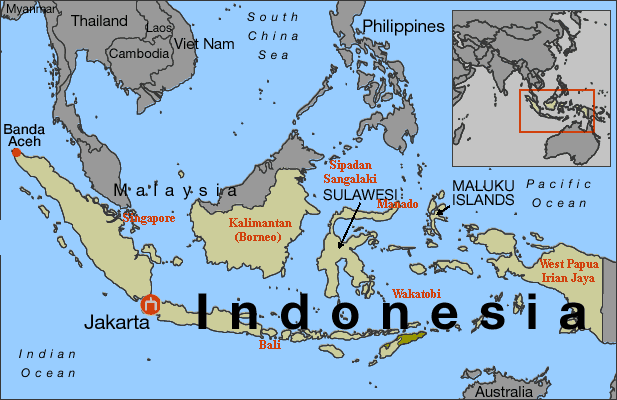 Myanmar
Thailand
Laos
Viet Nam
Cambodia
South
China
Sea
Philippines
Banda
Aceh
Malaysia
Singapore
Sipadan
Sangalaki
SULAWESI
Manado
MALUKU
ISLANDS
Pacific
Ocean
Kalimantan
(Borneo)
West Papua
Irian Jaya
Wakatobi
Indonesia
Jakarta
Bali
Indian
Ocean
Australia